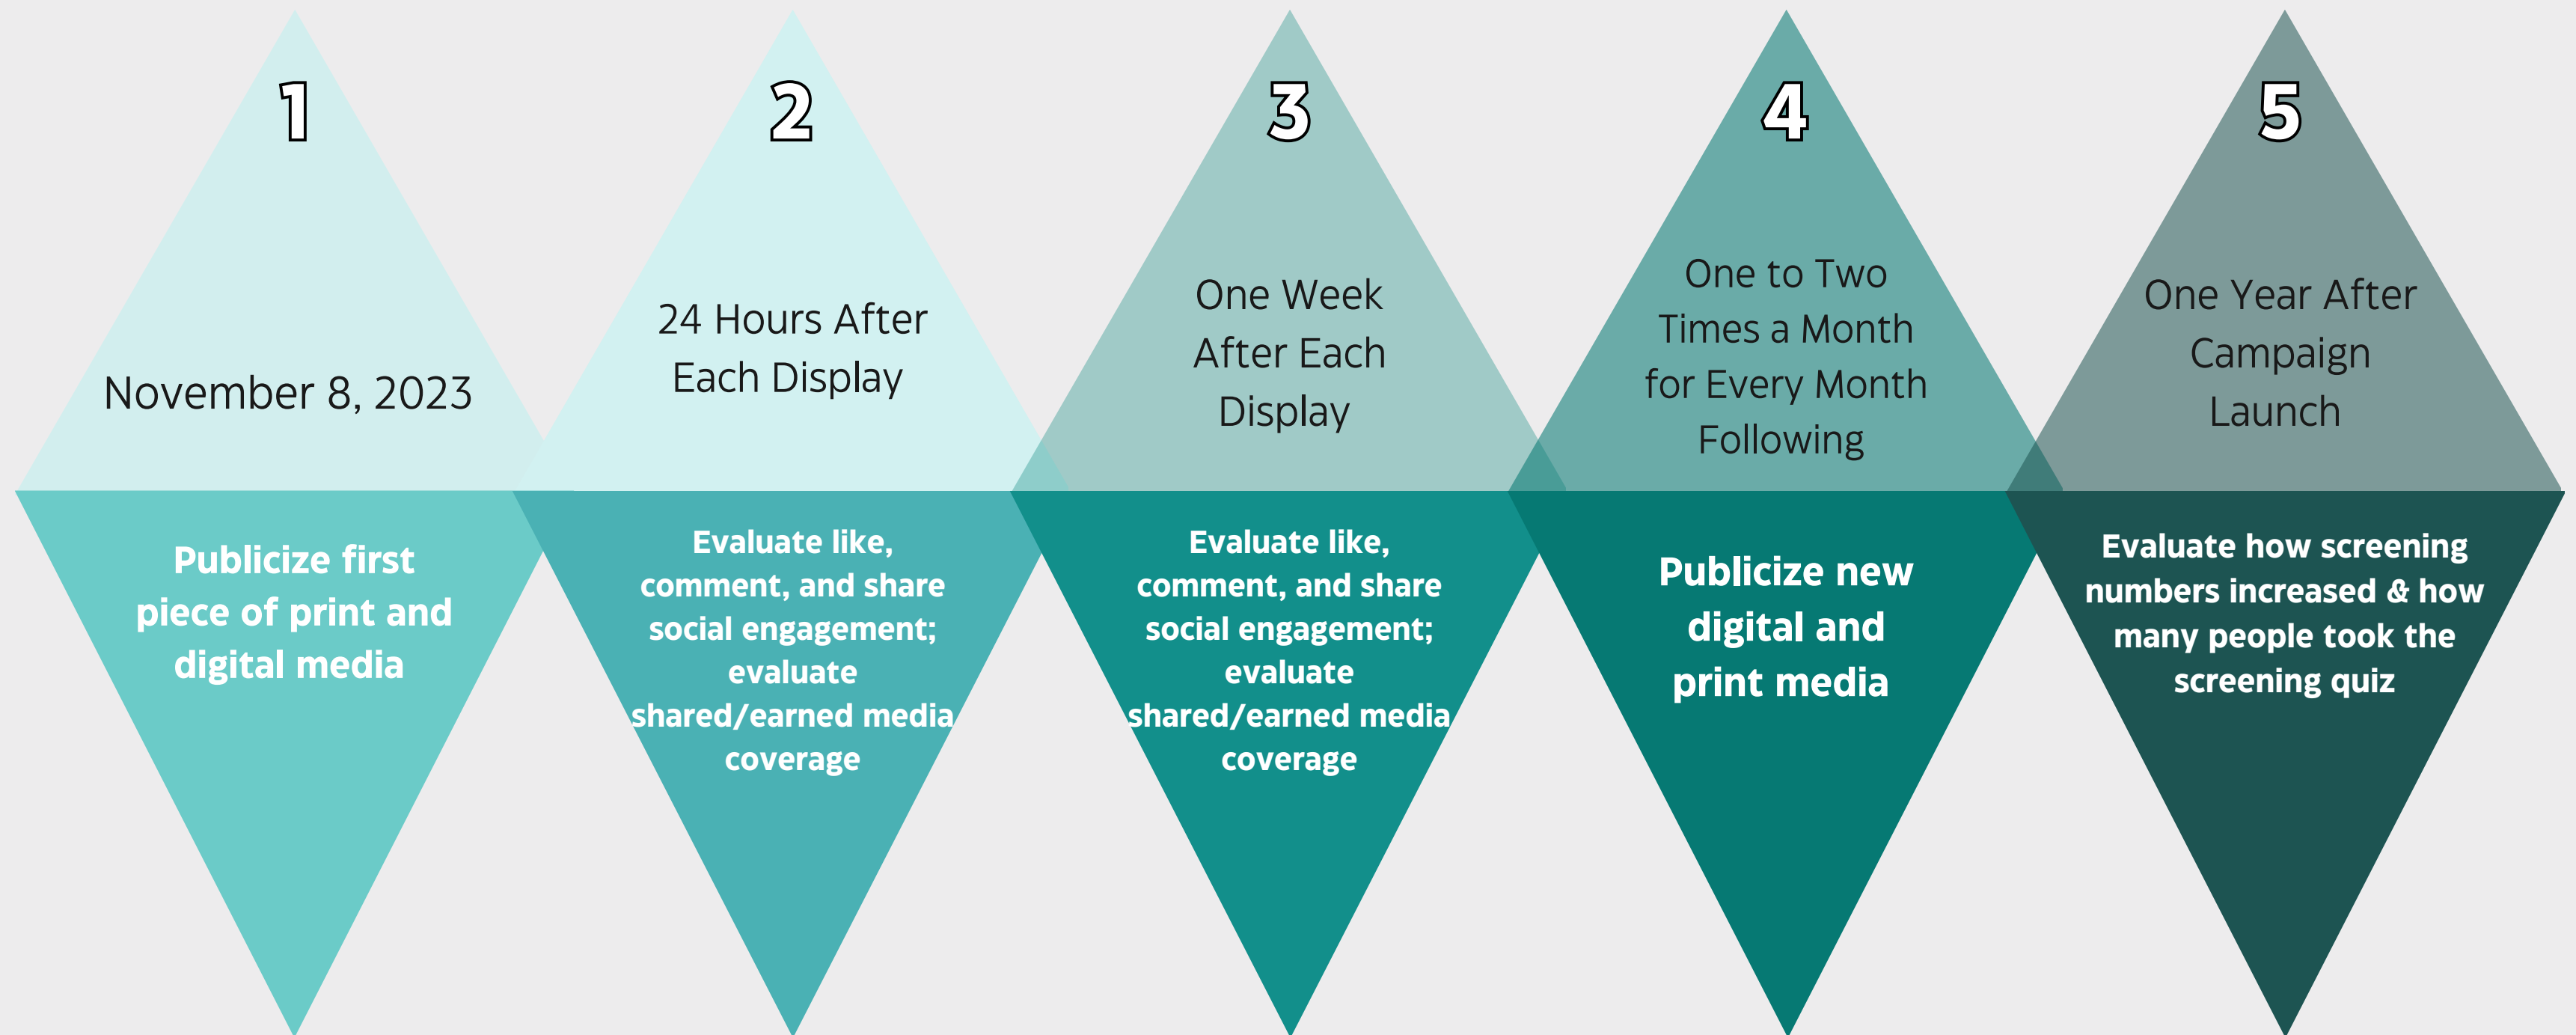 1
November 8, 2023
Publicize first
piece of print and
digital media
2
24 Hours After
Each Display
Evaluate like,
comment, and share
social engagement;
evaluate
shared/earned media
coverage
3
One Week
After Each
Display
Evaluate like,
comment, and share
social engagement;
evaluate
shared/earned media
coverage
4
One to Two
Times a Month
for Every Month
Following
Publicize new
digital and
print media
5
One Year After
Campaign
Launch
Evaluate how screening
numbers increased & how
many people took the
screening quiz